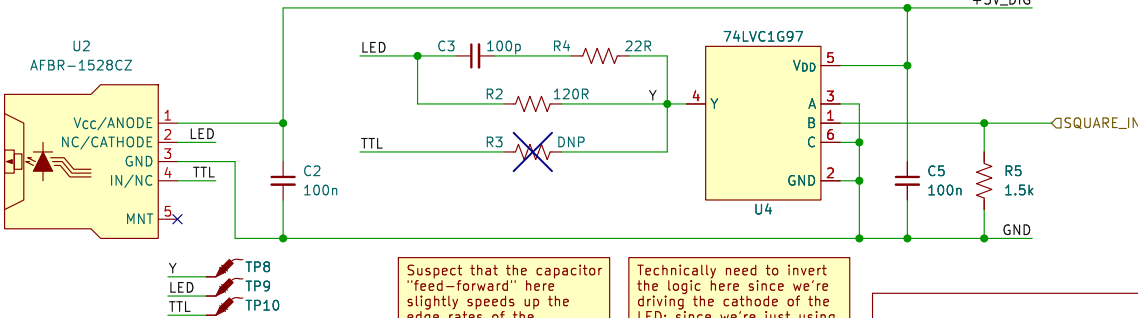 +5V_DIG
U2
AFBR-1528CZ
VCC/ANODE 1
NC/CATHODE 2 LED
GND 3
IN/NC 4 TTL
MNT 5
C2
100n
LED C3 100p R4 22R
R2 120R Y
TTL R3 DNP
74LVC1G97
VDD 5
4 Y
A 3
B 1
C 6
GND 2
U4
C5
100n
R5
1.5k
SQUARE_IN
GND
Y TP8
LED TP9
TTL TP10
Suspect that the capacitor
"feed-forward" here
slightly speeds up the
edge rates of the
Technically need to invert
the logic here since we're
driving the cathode of the
LED; since we're just using